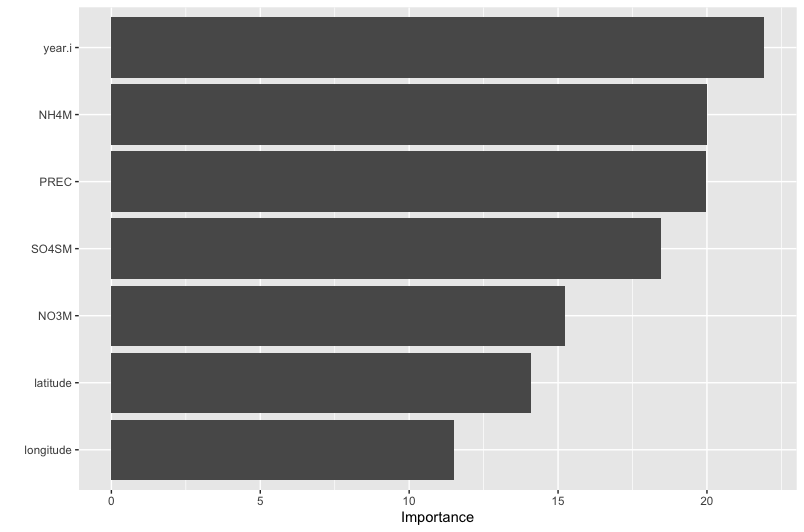 year.i
NH4M
PREC
SO4SM
NO3M
latitude
longitude
0 5 10 15 20
Importance